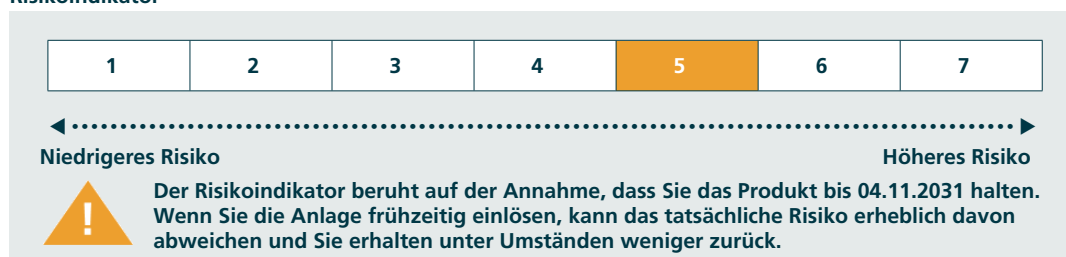 Risikoindikator
1 2 3 4 5 6 7
Niedrigeres Risiko Höheres Risiko
! Der Risikoindikator beruht auf der Annahme, dass Sie das Produkt bis 04.11.2031 halten.
Wenn Sie die Anlage frühzeitig einlösen, kann das tatsächliche Risiko erheblich davon
abweichen und Sie erhalten unter Umständen weniger zurück.